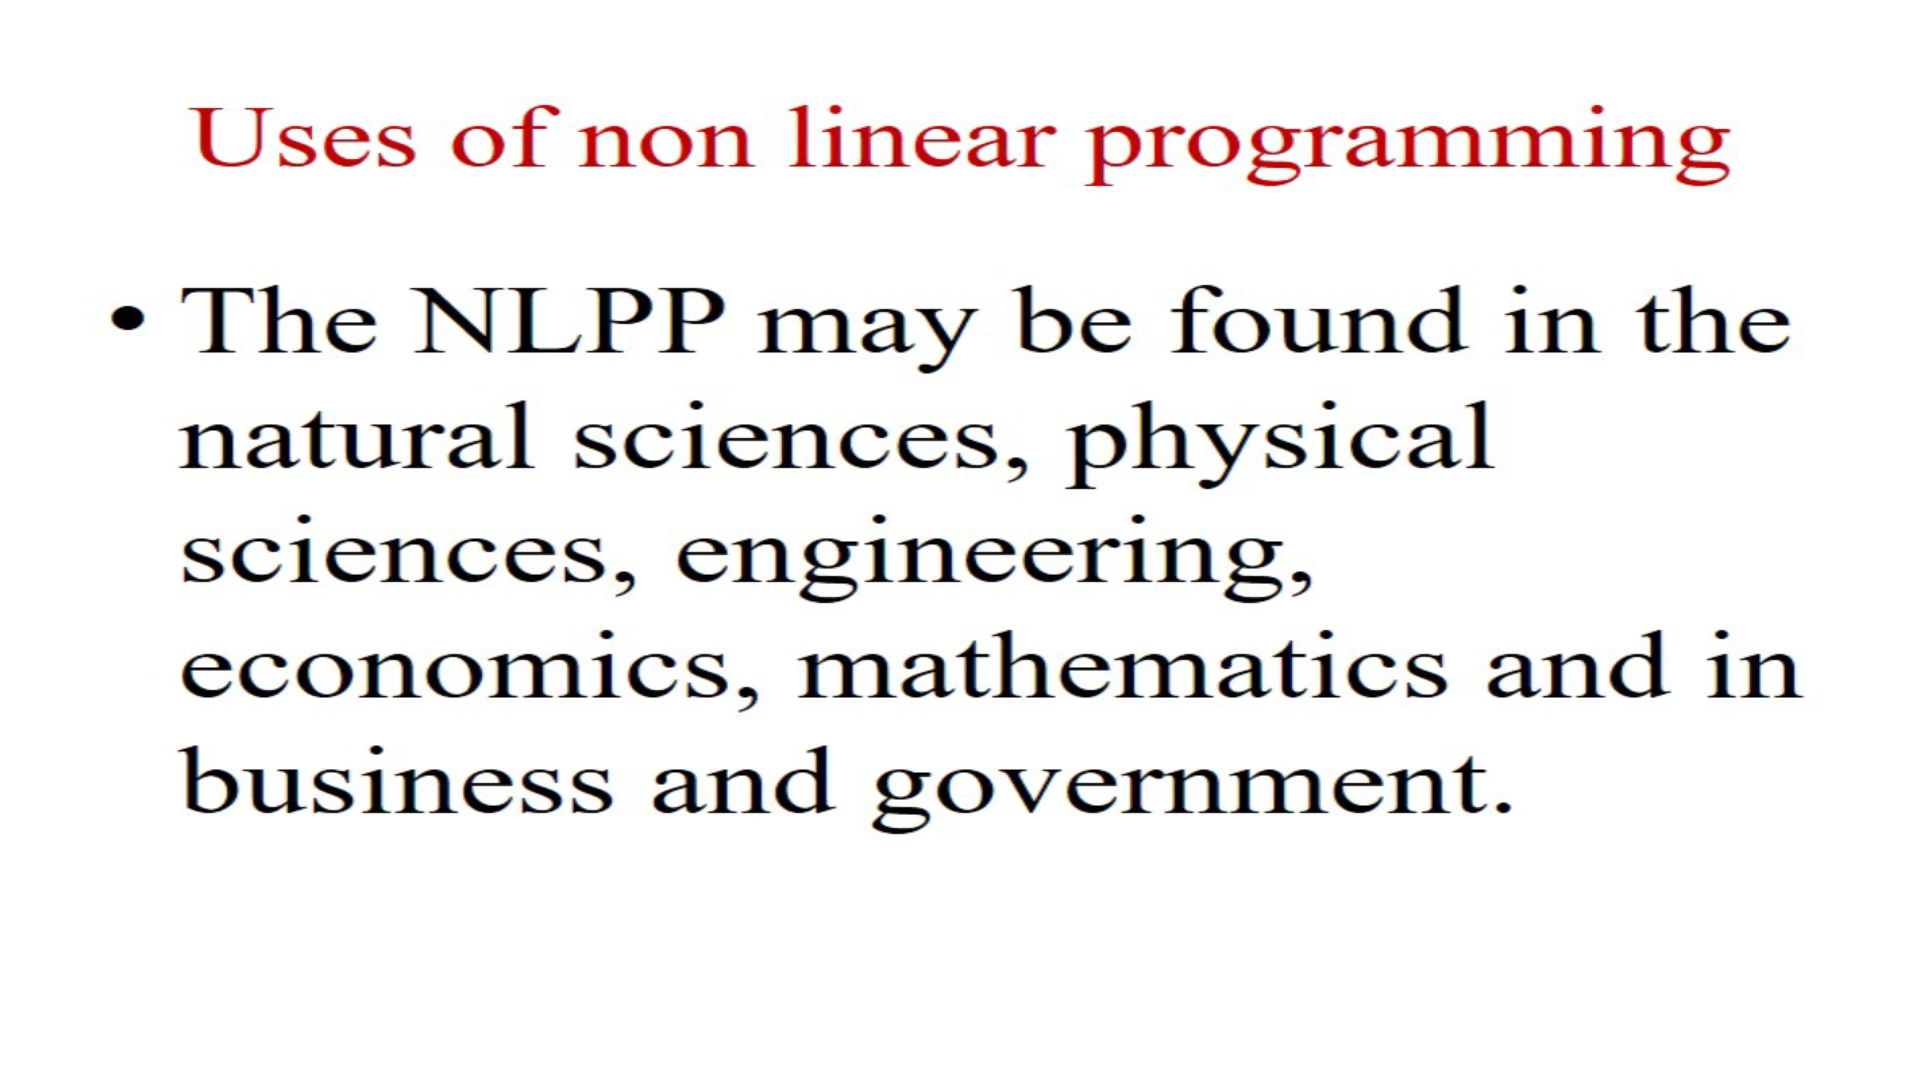 Uses of non linear programming
• The NLPP may be found in the
natural sciences, physical
sciences, engineering,
economics, mathematics and in
business and government.